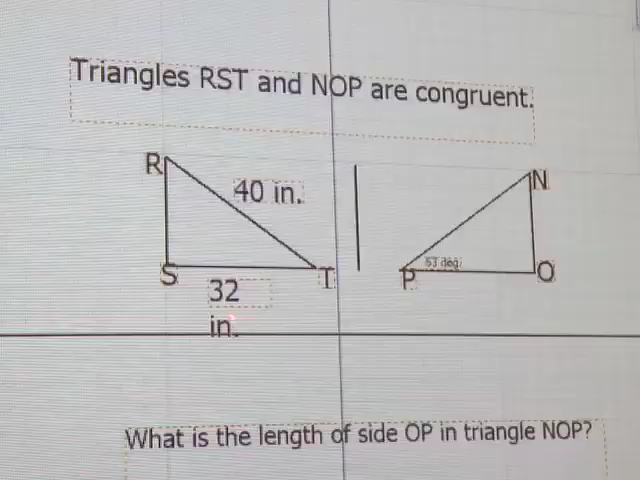 Triangles RST and NOP are congruent.
R
40 in.
N
S
T
32
in.
P
53 deg.
O
What is the length of side OP in triangle NOP?